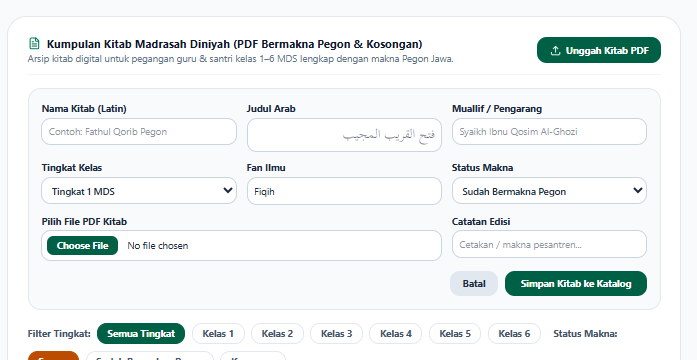 Kumpulan Kitab Madrasah Diniyah (PDF Bermakna Pegon & Kosongan)
Arsip kitab digital untuk pegangan guru & santri kelas 1–6 MDS lengkap dengan makna Pegon Jawa.
Unggah Kitab PDF
Nama Kitab (Latin)
Judul Arab
Muallif / Pengarang
Contoh: Fathul Qorib Pegon
فتح القريب المجيب
Syaikh Ibnu Qosim Al-Ghozi
Tingkat Kelas
Fan Ilmu
Status Makna
Tingkat 1 MDS
Fiqih
Sudah Bermakna Pegon
Pilih File PDF Kitab
Catatan Edisi
Choose File
No file chosen
Cetakan / makna pesantren...
Batal
Simpan Kitab ke Katalog
Filter Tingkat:
Semua Tingkat
Kelas 1
Kelas 2
Kelas 3
Kelas 4
Kelas 5
Kelas 6
Status Makna: